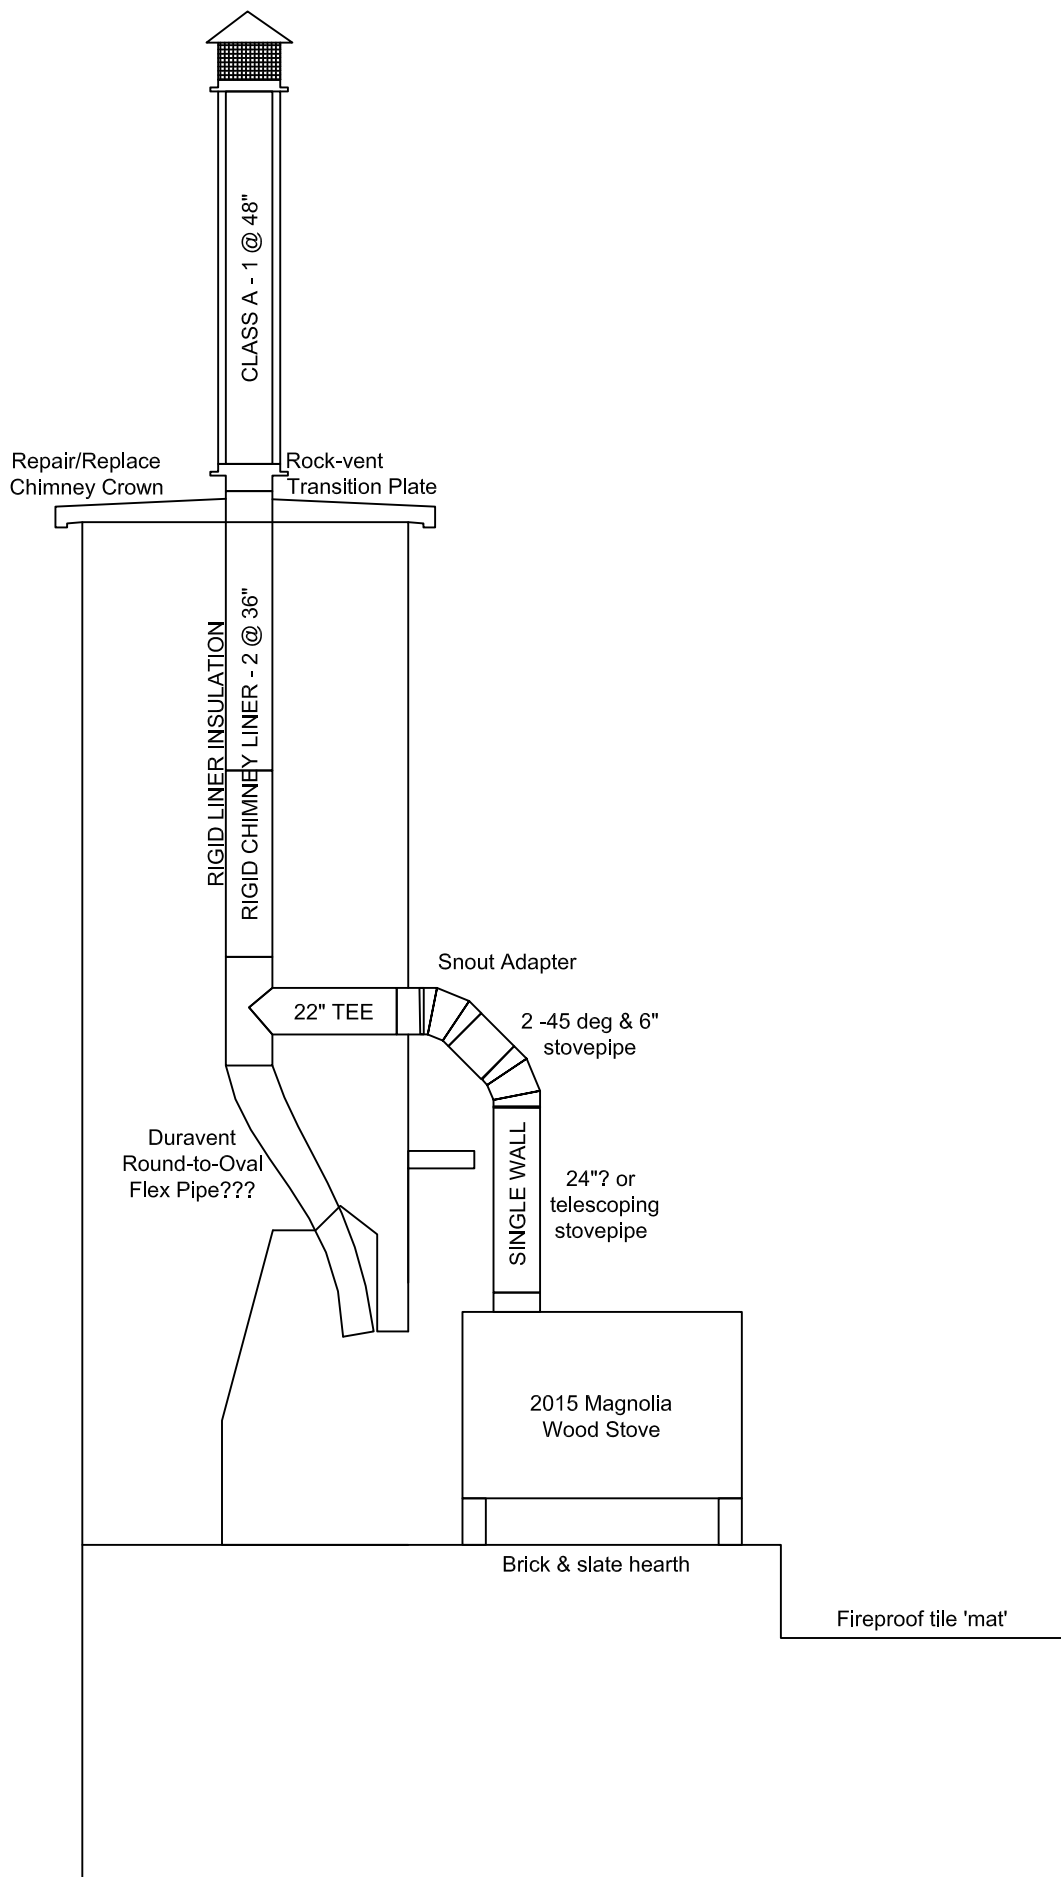 CLASS A - 1 @ 48"
Repair/Replace
Chimney Crown
Rock-vent
Transition Plate
RIGID LINER INSULATION
RIGID CHIMNEY LINER - 2 @ 36"
Snout Adapter
22" TEE
2 -45 deg & 6"
stovepipe
Duravent
Round-to-Oval
Flex Pipe???
SINGLE WALL
24"? or
telescoping
stovepipe
2015 Magnolia
Wood Stove
Brick & slate hearth
Fireproof tile 'mat'